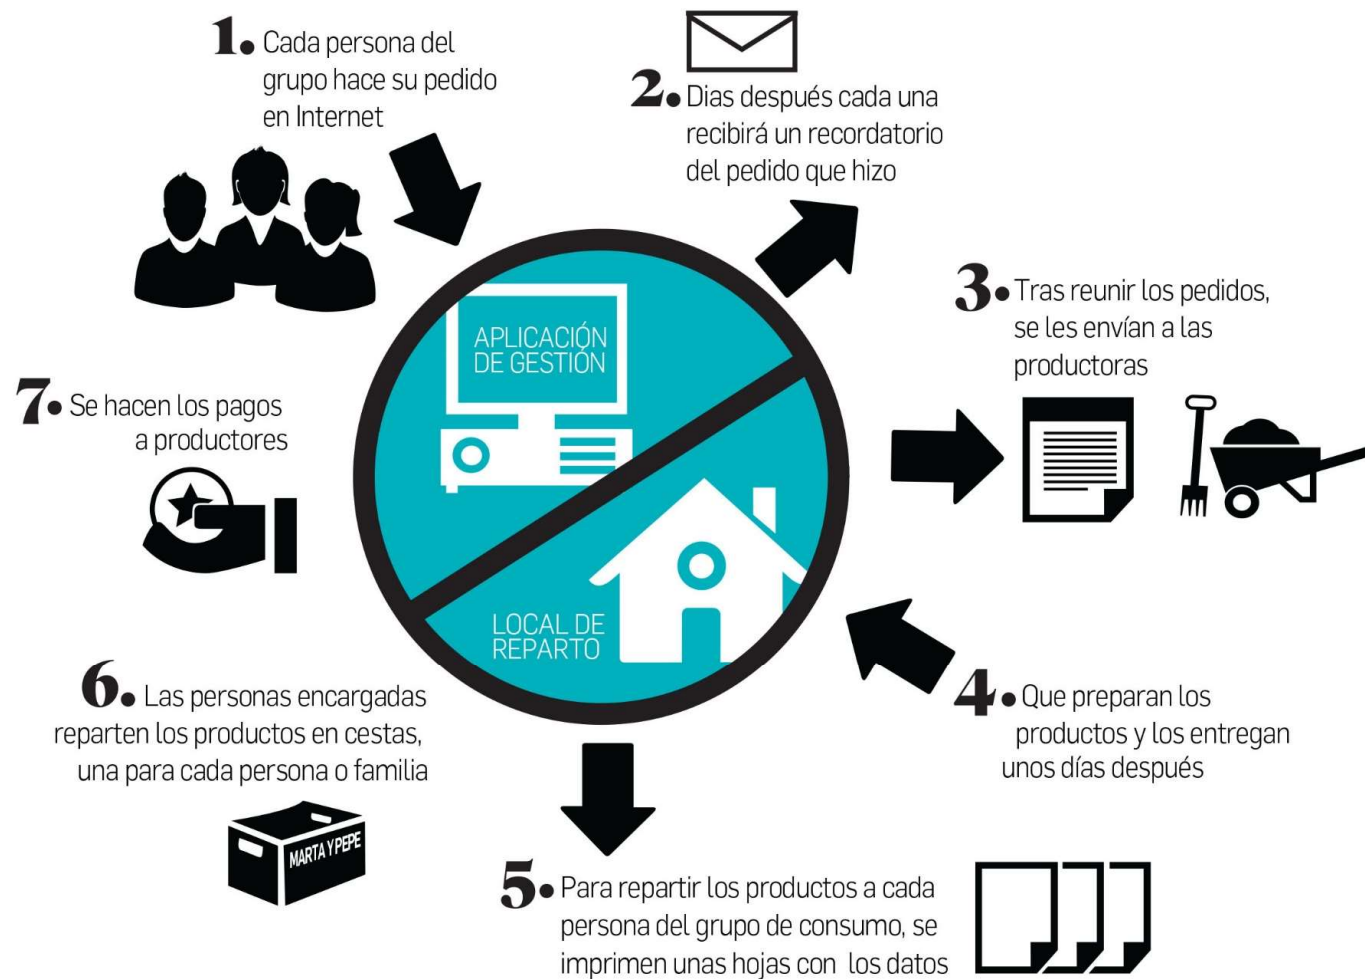 1. Cada persona del
grupo hace su pedido
en Internet
2. Dias después cada una
recibirá un recordatorio
del pedido que hizo
3. Tras reunir los pedidos,
se les envían a las
productoras
APLICACIÓN
DE GESTIÓN
LOCAL DE
REPARTO
4. Que preparan los
productos y los entregan
unos días después
5. Para repartir los productos a cada
persona del grupo de consumo, se
imprimen unas hojas con los datos
6. Las personas encargadas
reparten los productos en cestas,
una para cada persona o familia
MARTA Y PEPE
7. Se hacen los pagos
a productores